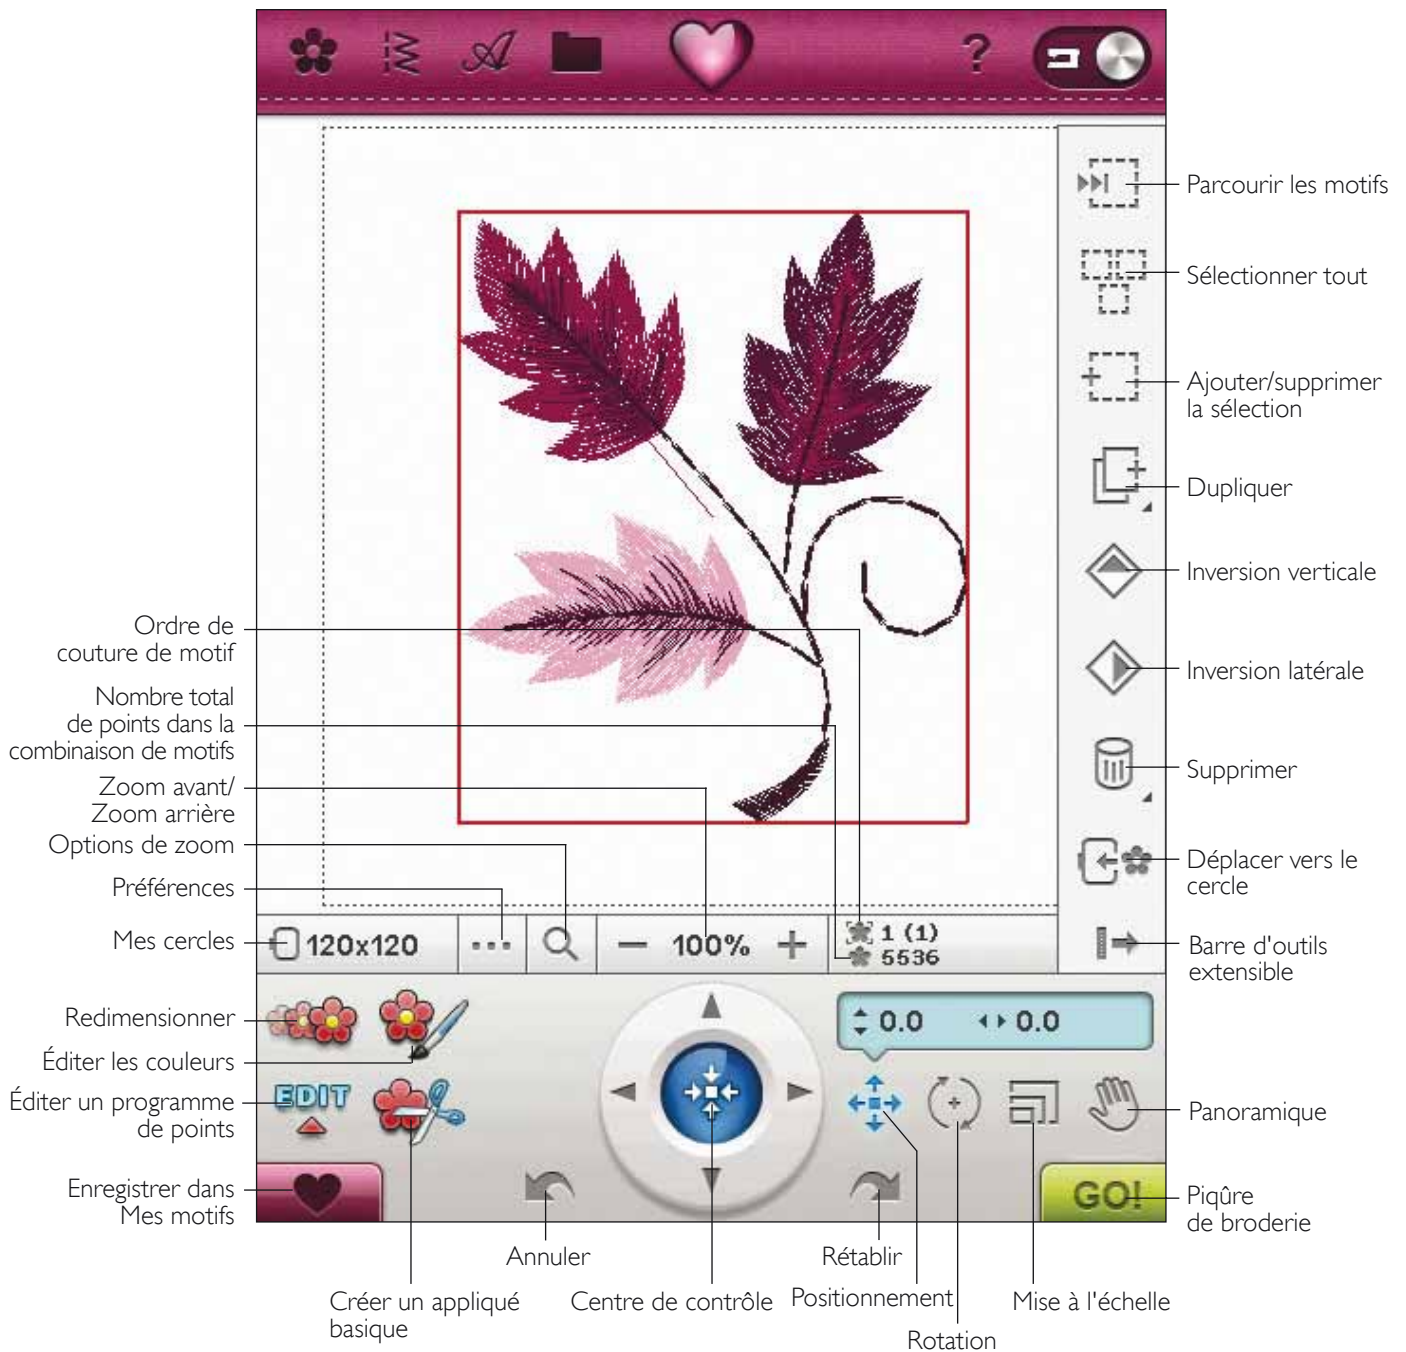 A
?
Parcourir les motifs
Sélectionner tout
Ajouter/supprimer
la sélection
Dupliquer
Inversion verticale
Inversion latérale
Supprimer
Déplacer vers le
cercle
Barre d'outils
extensible
Ordre de
couture de motif
Nombre total
de points dans la
combinaison de motifs
Zoom avant/
Zoom arrière
Options de zoom
Préférences
Mes cercles
120x120
...
— 100% +
1 (1)
5536
Redimensionner
Éditer les couleurs
Éditer un programme
de points
Enregistrer dans
Mes motifs
EDIT
0.0 0.0
GO!
Panoramique
Piqûre
de broderie
Annuler
Rétablir
Créer un appliqué
basique
Centre de contrôle
Positionnement
Mise à l'échelle
Rotation